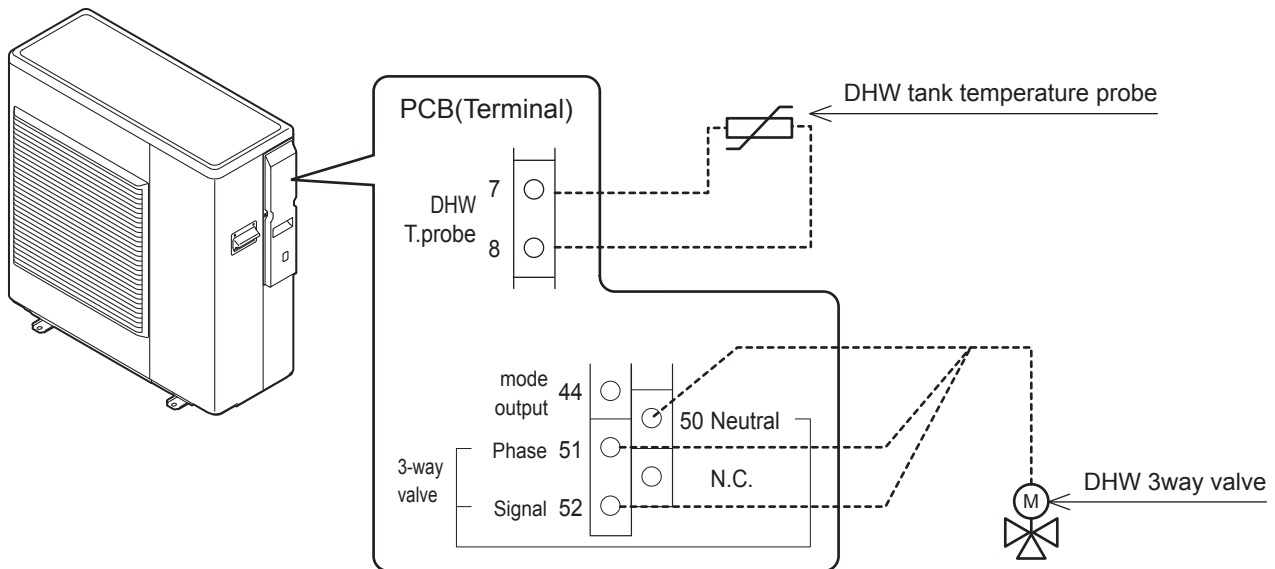 PCB(Terminal)
DHW tank temperature probe
7
DHW
T.probe
8
mode
output
44
50 Neutral
Phase 51
3-way
valve
N.C.
Signal 52
DHW 3way valve
M